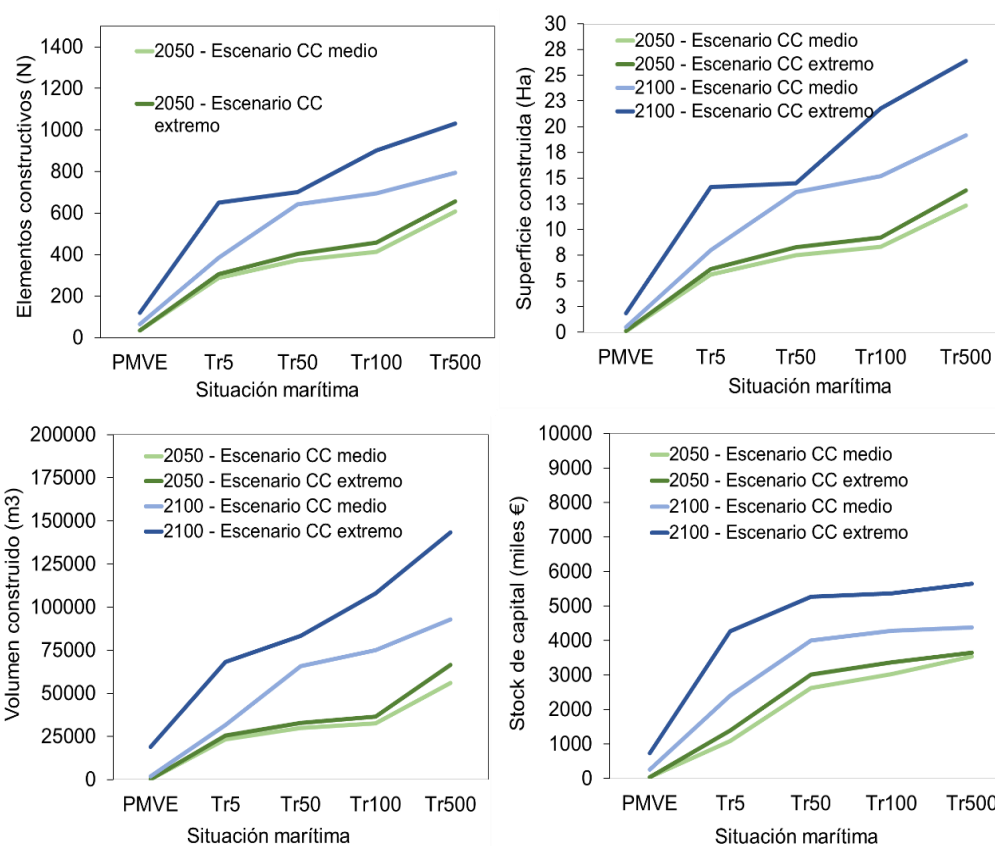 Elementos constructivos (N)
1400
1200
1000
800
600
400
200
0
2050 - Escenario CC medio
2050 - Escenario CC
extremo
PMVE Tr5 Tr50 Tr100 Tr500
Situación marítima
Superficie construida (Ha)
30
28
25
23
20
18
15
13
10
8
5
3
0
2050 - Escenario CC medio
2050 - Escenario CC extremo
2100 - Escenario CC medio
2100 - Escenario CC extremo
PMVE Tr5 Tr50 Tr100 Tr500
Situación marítima
Volumen construido (m3)
200000
175000
150000
125000
100000
75000
50000
25000
0
2050 - Escenario CC medio
2050 - Escenario CC extremo
2100 - Escenario CC medio
2100 - Escenario CC extremo
PMVE Tr5 Tr50 Tr100 Tr500
Situación marítima
Stock de capital (miles €)
10000
9000
8000
7000
6000
5000
4000
3000
2000
1000
0
2050 - Escenario CC medio
2050 - Escenario CC extremo
2100 - Escenario CC medio
2100 - Escenario CC extremo
PMVE Tr5 Tr50 Tr100 Tr500
Situación marítima